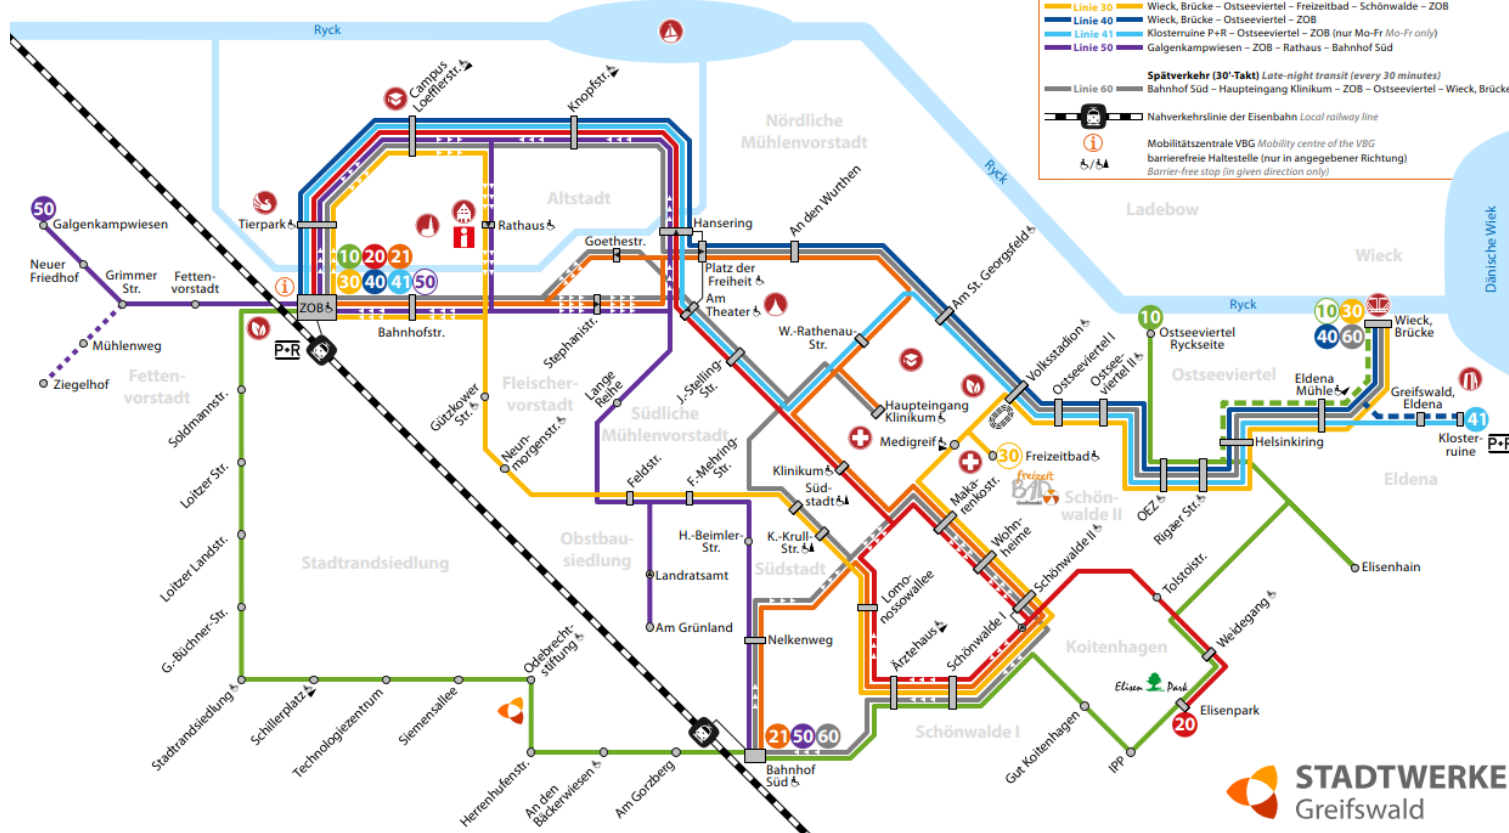 Linie 30 Wieck, Brücke – Ostseeviertel – Freizeitbad – Schönwalde – ZOB
Linie 40 Wieck, Brücke – Ostseeviertel – ZOB
Linie 41 Klosterruine P+R – Ostseeviertel – ZOB (nur Mo-Fr Mo-Fr only)
Linie 50 Galgenkampwiesen – ZOB – Rathaus – Bahnhof Süd
Spätverkehr (30'-Takt) Late-night transit (every 30 minutes)
Linie 60 Bahnhof Süd – Haupteingang Klinikum – ZOB – Ostseeviertel – Wieck, Brücke
Nahverkehrslinie der Eisenbahn Local railway line
i
Mobilitätszentrale VBG Mobility centre of the VBG
barrierefreie Haltestelle (nur in angegebener Richtung)
Barrier-free stop (in given direction only)
Ryck
Campus
Loefflerstr.
Knopfstr.
Nördliche
Mühlenvorstadt
Ryck
Ladebow
Wieck
Dänische Wiek
Ryck
50
Galgenkampwiesen
Neuer
Friedhof
Grimmer
Str.
Fetten-
vorstadt
Mühlenweg
Ziegelhof
Fetten-
vorstadt
Tierpark
Altstadt
Rathaus
i
Goethestr.
Hansering
An den Wurthen
Platz der
Freiheit
Am
Theater
10 20 21
30 40 41 50
i
ZOB
P+R
Bahnhofstr.
Stephanistr.
Am St. Georgsfeld
W.-Rathenau-
Str.
J.-Stelling-
Str.
Fleischer-
vorstadt
Lange
Reihe
Südliche
Mühlenvorstadt
Gützkower
Str.
Neun-
morgenstr.
Feldstr.
F.-Mehring-
Str.
Haupteingang
Klinikum
Medigreif
Klinikum
Süd-
stadt
K.-Krull-
Str.
Volksstadion
Ostseeviertel I
Ostsee-
viertel II
30 Freizeitbad
freizeit
BAD
Greifswald
10
Ostseeviertel
Ryckseite
Ostseeviertel
10 30
40 60
Wieck,
Brücke
Eldena
Mühle
Greifswald,
Eldena
41
Kloster-
ruine
P+R
Helsinkiring
Eldena
Schön-
walde II
OEZ
Rigaer Str.
Elisenhain
Maka-
renkostr.
Wohn-
heime
Schönwalde II
Soldmannstr.
Loitzer Str.
Loitzer Landstr.
G.-Büchner-Str.
Stadtrandsiedlung
Stadtrandsiedlung
Schillerplatz
Technologiezentrum
Siemensallee
Odebrecht-
stiftung
Herrenhufenstr.
An den
Bäckerwiesen
Am Gorzberg
Obstbau-
siedlung
H.-Beimler-
Str.
Landratsamt
Am Grünland
Südstadt
Lomo-
nossowallee
Nelkenweg
Ärztehaus
Schönwalde I
21 50 60
Bahnhof
Süd
Schönwalde I
Koitenhagen
Tolstoistr.
Weidegang
Elisen Park
Elisenpark
20
Gut Koitenhagen
IPP
STADTWERKE
Greifswald